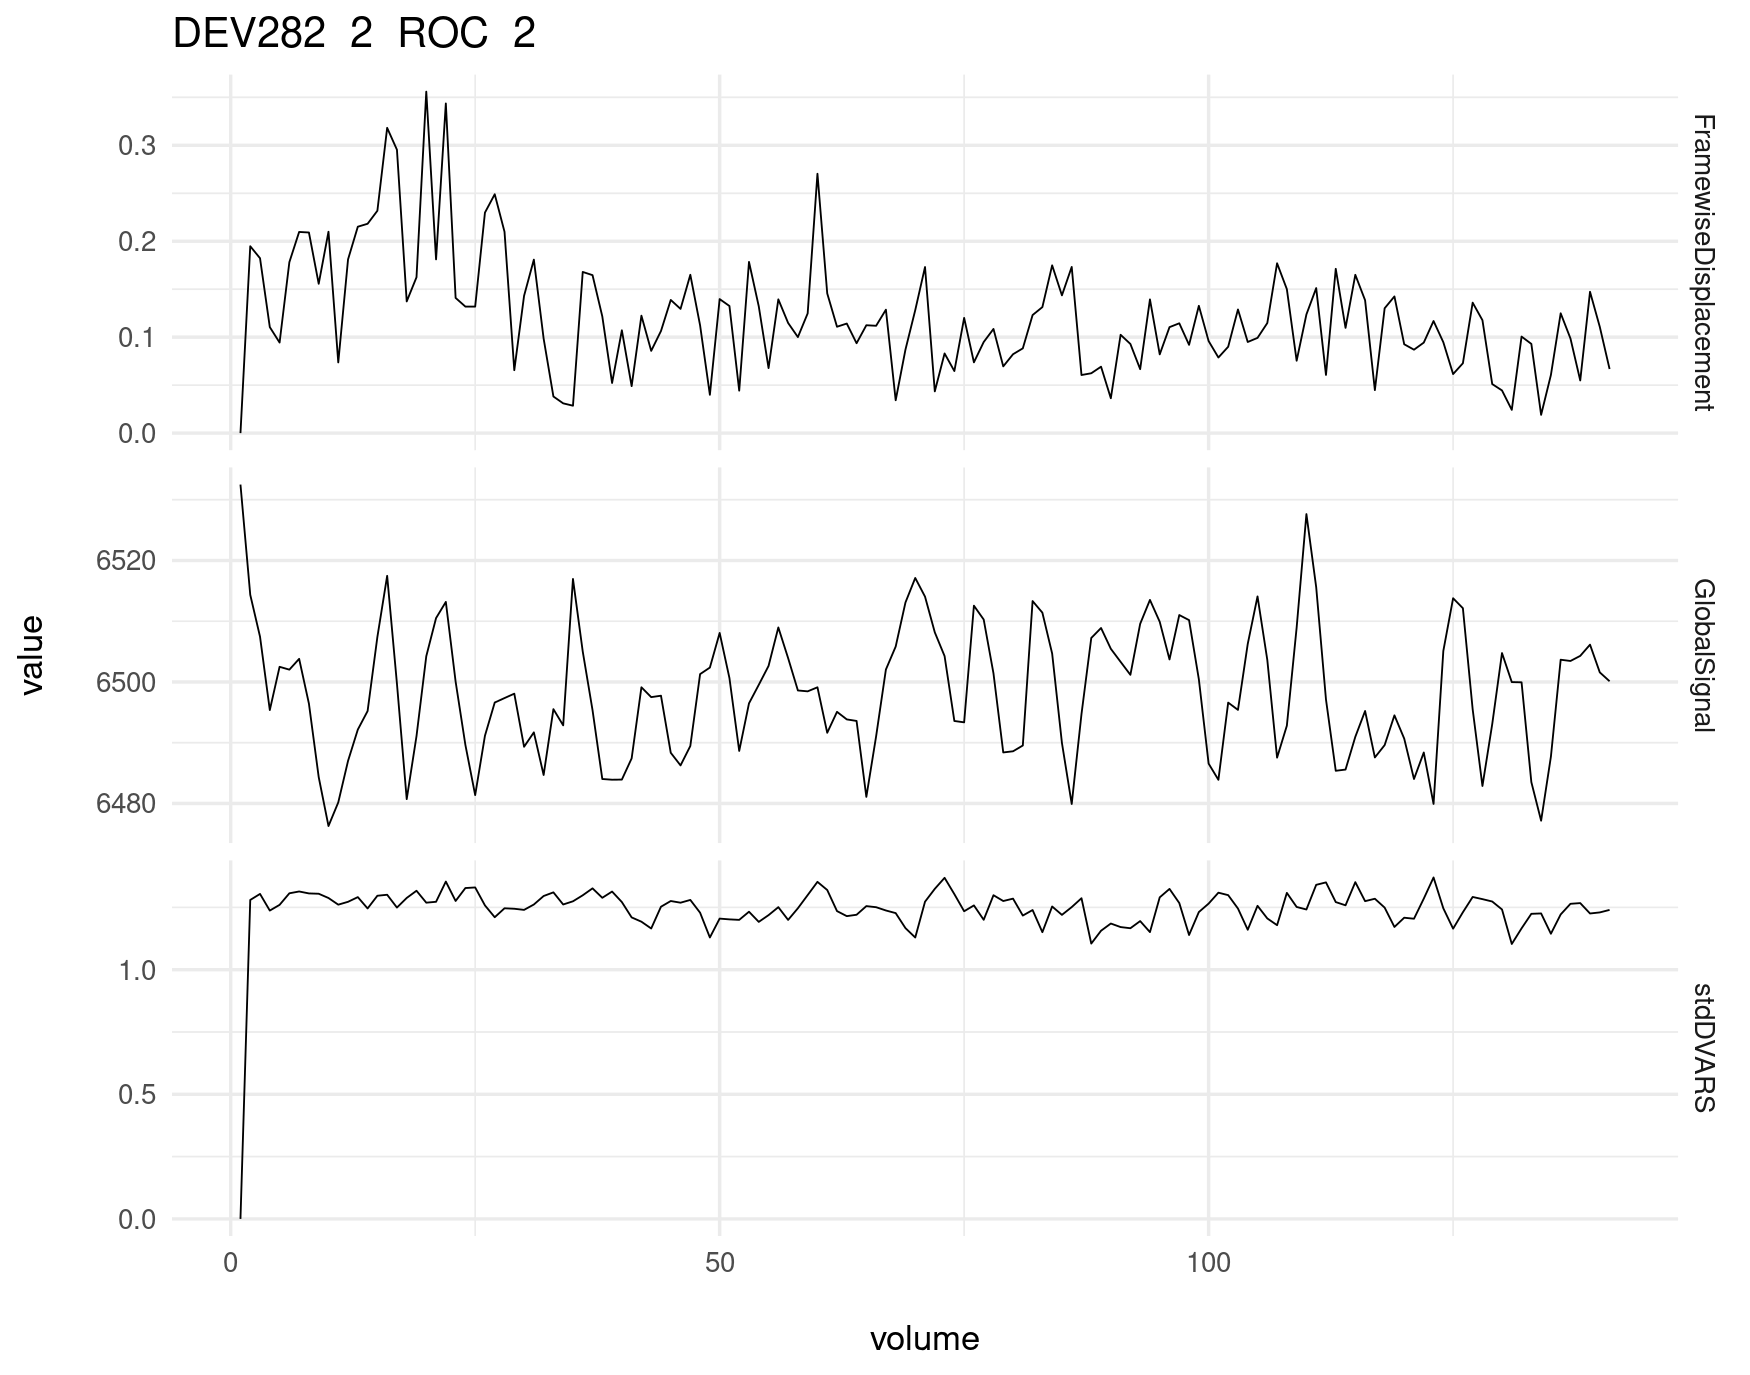 DEV282 2 ROC 2
0.3
0.2
0.1
0.0
FramewiseDisplacement
6520
6500
6480
GlobalSignal
value
1.0
0.5
0.0
stdDVARS
0 50 100
volume